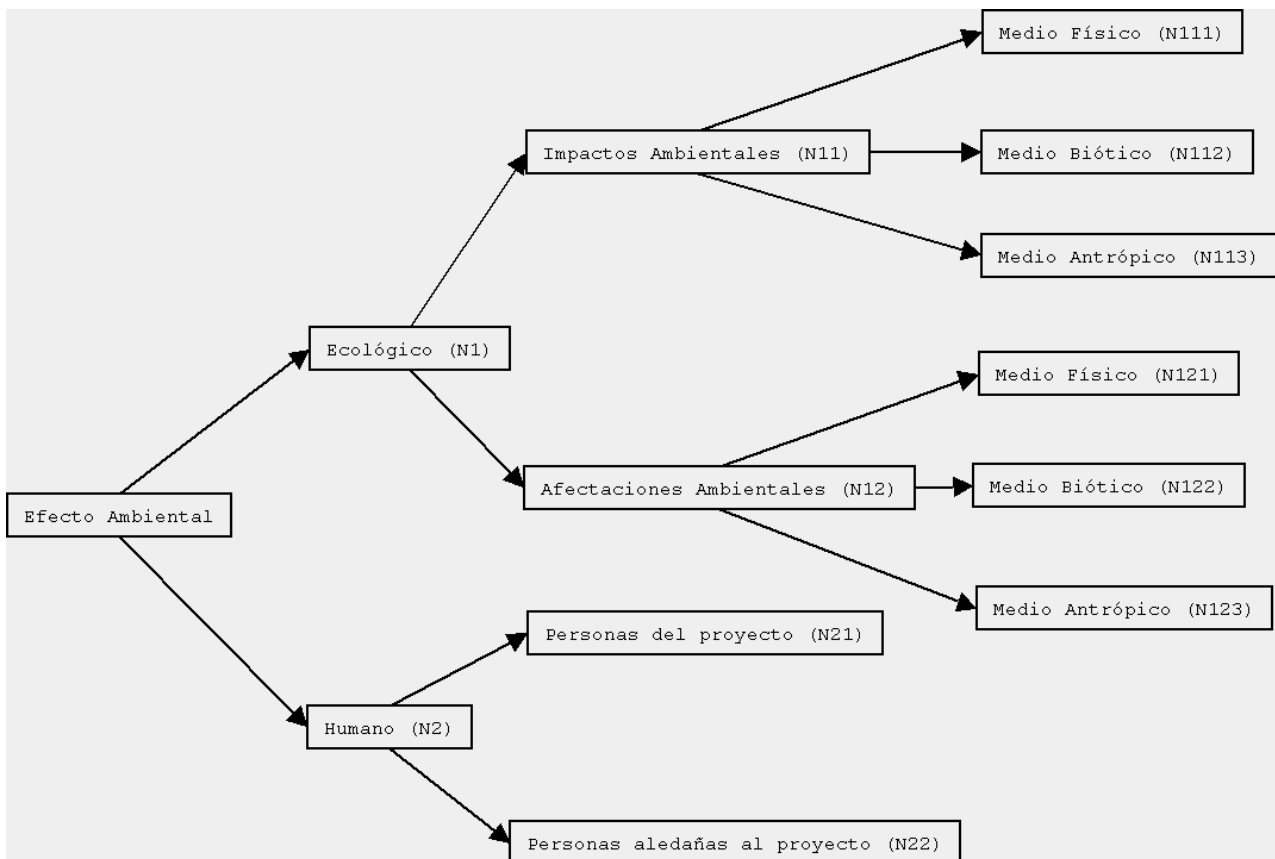 Medio Físico (N111)
Impactos Ambientales (N11)
Medio Biótico (N112)
Medio Antrópico (N113)
Ecológico (N1)
Medio Físico (N121)
Afectaciones Ambientales (N12)
Medio Biótico (N122)
Efecto Ambiental
Medio Antrópico (N123)
Personas del proyecto (N21)
Humano (N2)
Personas aledañas al proyecto (N22)